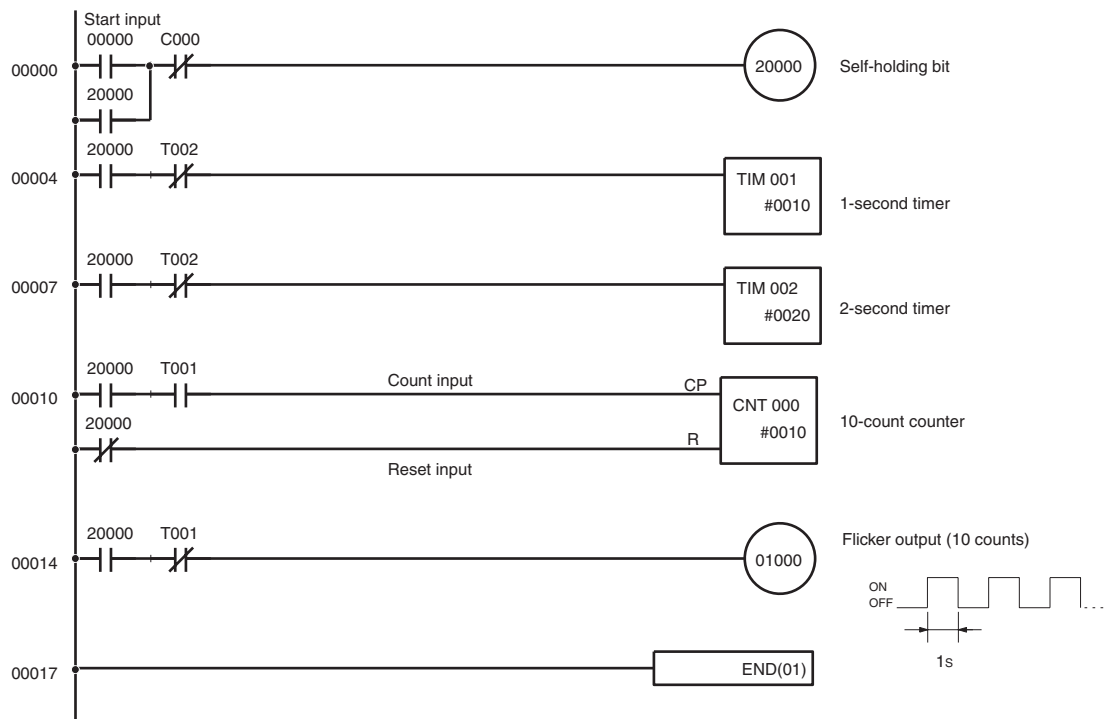 Start input
00000 C000
00000
20000
20000 Self-holding bit
20000 T002
00004
TIM 001
#0010
1-second timer
20000 T002
00007
TIM 002
#0020
2-second timer
20000 T001
00010
Count input
CP
CNT 000
#0010
10-count counter
20000
R
Reset input
20000 T001
00014
01000
Flicker output (10 counts)
ON
OFF
1s
00017
END(01)